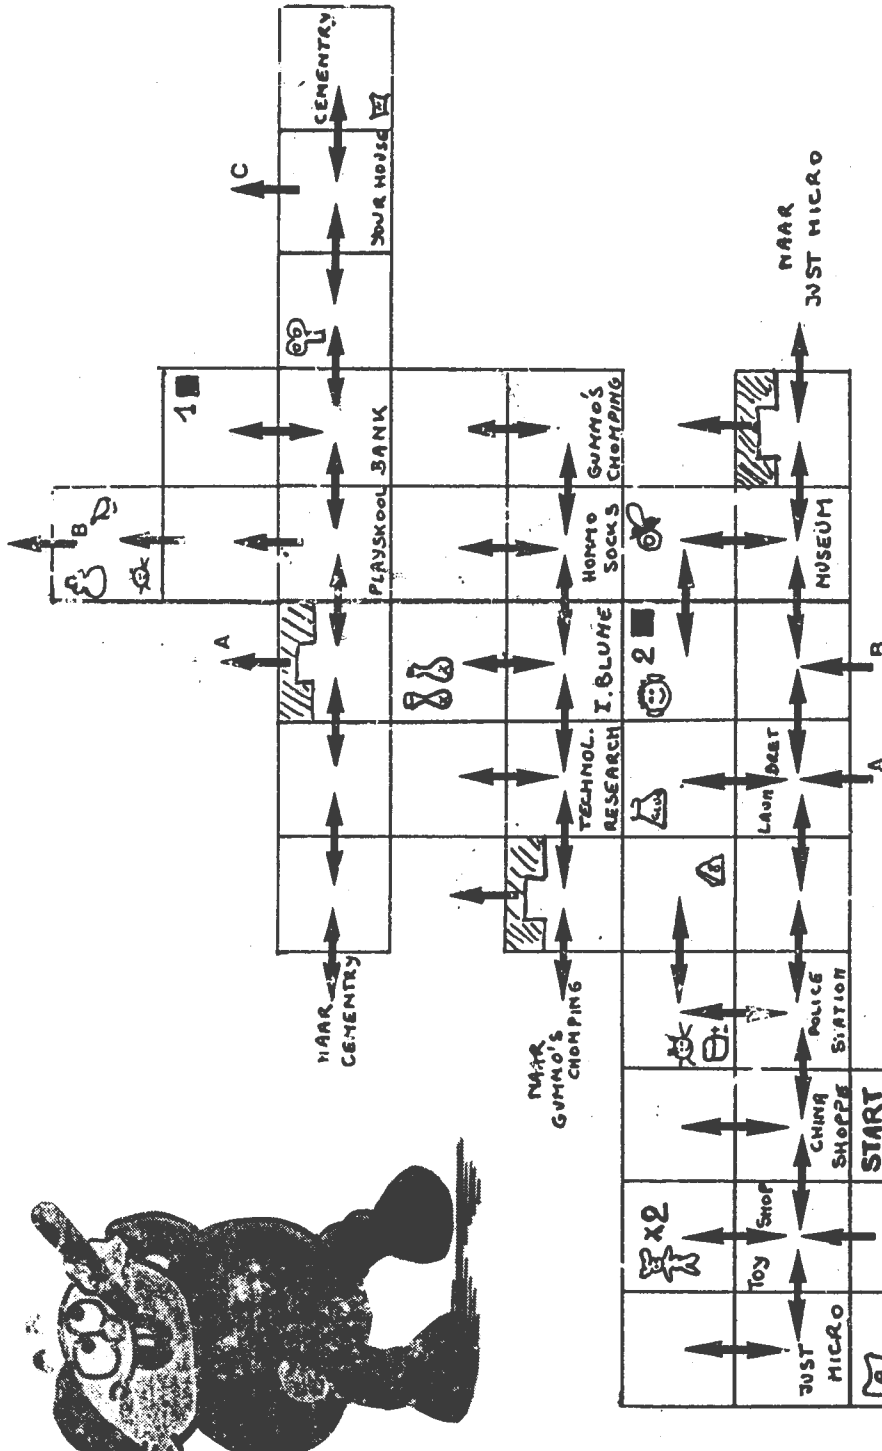 CEMENTRY
YOUR HOUSE
C
1
PLAYSKOOL BANK
B
A
NAAR
CEMENTRY
GUMMO'S
CHOMPING
HOMMO
SOCKS
I. BLUME
TECHNOL.
RESEARCH
NAAR
GUMMO'S
CHOMPING
NAAR
JUST MICRO
MUSEUM
2
B
LAUNDRET
A
POLICE
STATION
CHINA
SHOPPE
START
X2
TOY SHOP
JUST
MICRO